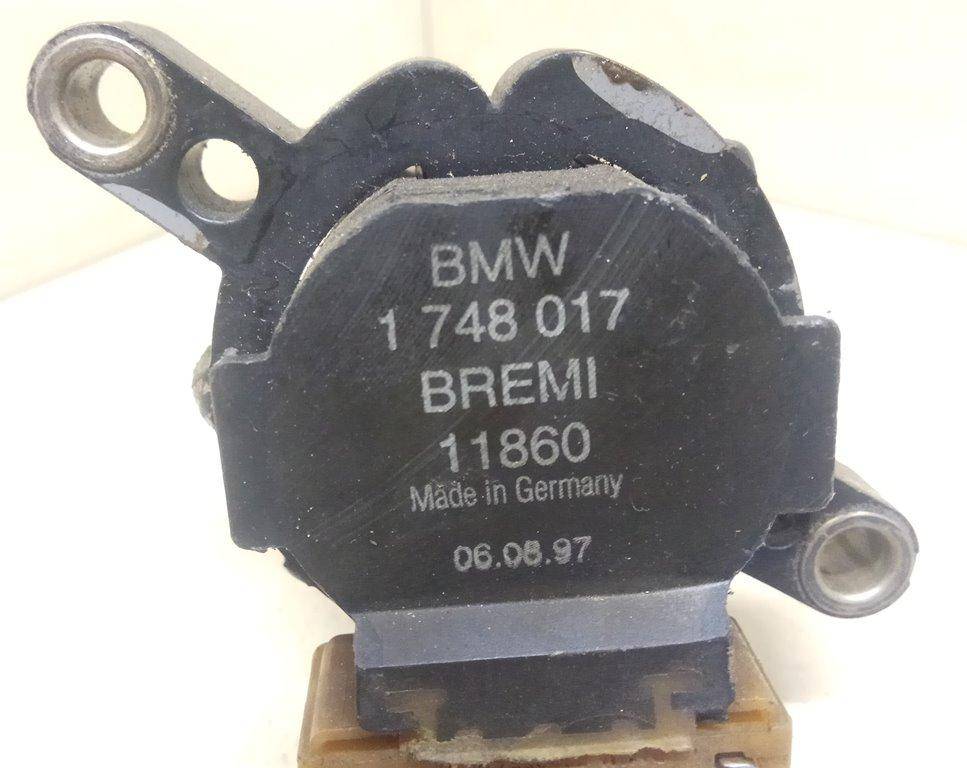 BMW
1 748 017
BREMI
11860
Made in Germany
06.08.97